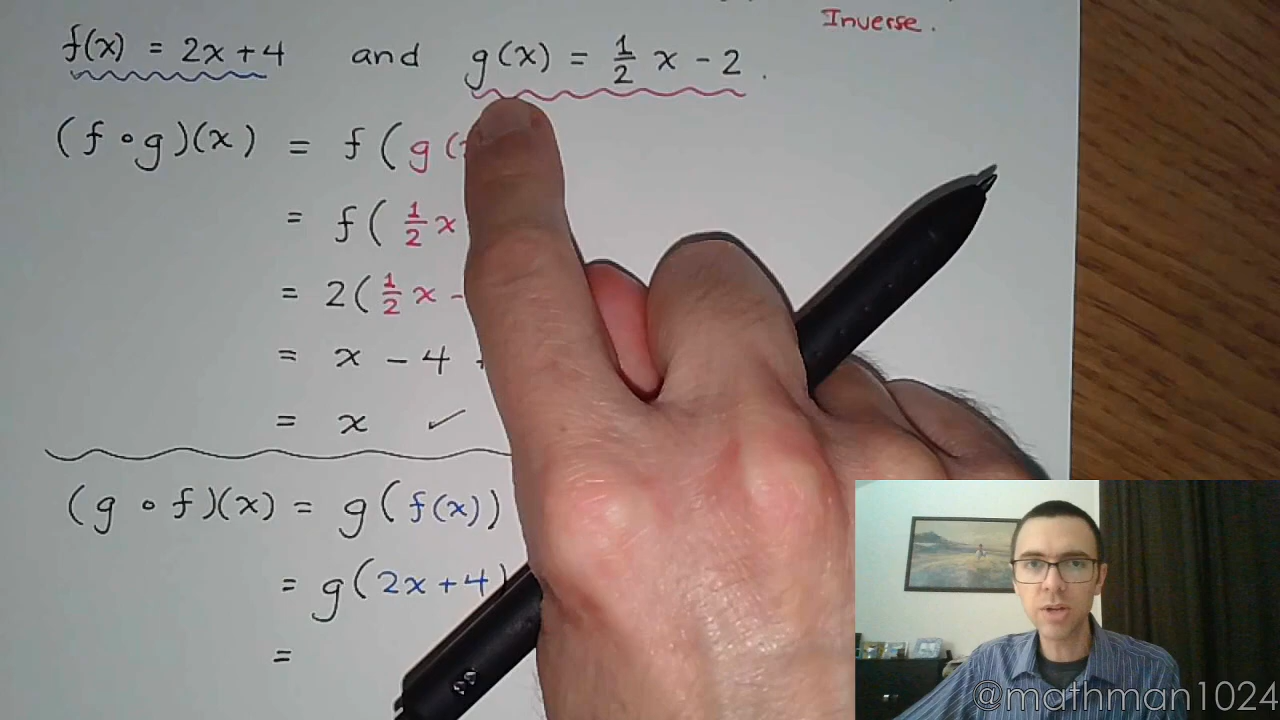 Inverse.
f(x) = 2x + 4 and g(x) = 1/2 x - 2.
(f ∘ g)(x) = f(g(
= f(1/2 x
= 2(1/2 x -
= x - 4
= x ✓
(g ∘ f)(x) = g(f(x))
= g(2x + 4)
=
@mathman1024